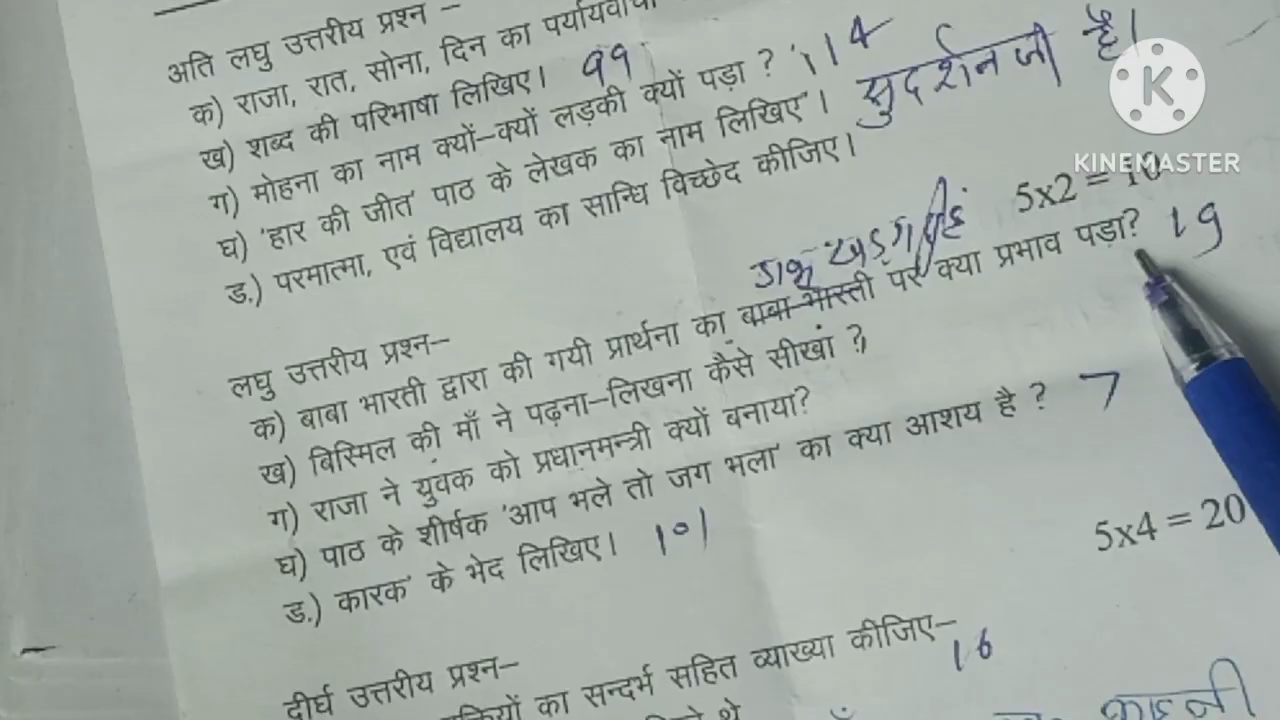 अति लघु उत्तरीय प्रश्न –
क) राजा, रात, सोना, दिन का पर्यायवाची
ख) शब्द की परिभाषा लिखिए। 99
ग) मोहना का नाम क्यों–क्यों लड़की क्यों पड़ा ? 114
घ) 'हार की जीत' पाठ के लेखक का नाम लिखिए'। सुदर्शन जी है।
ड.) परमात्मा, एवं विद्यालय का सान्धि विच्छेद कीजिए।
KINEMASTER
5x2 = 10
लघु उत्तरीय प्रश्न–
डाकू खड़गसिंह
क) बाबा भारती द्वारा की गयी प्रार्थना का बाबा भारती पर क्या प्रभाव पड़ा? 19
ख) बिस्मिल की माँ ने पढ़ना–लिखना कैसे सीखां ?
ग) राजा ने युवक को प्रधानमन्त्री क्यों बनाया?
घ) पाठ के शीर्षक 'आप भले तो जग भला' का क्या आशय है ? 7
ड.) कारक' के भेद लिखिए। 101
5x4 = 20
दीर्घ उत्तरीय प्रश्न–
का सन्दर्भ सहित व्याख्या कीजिए– 16